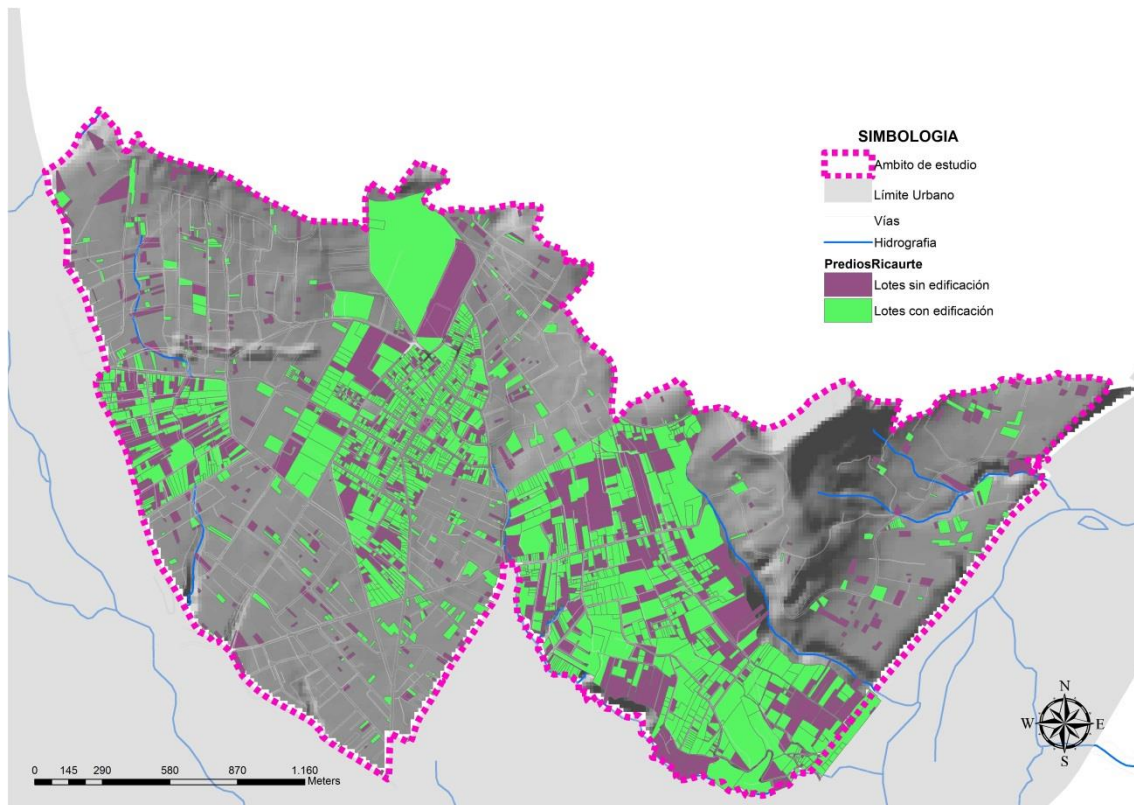 SIMBOLOGIA
Ambito de estudio
Límite Urbano
Vías
Hidrografia
PrediosRicaurte
Lotes sin edificación
Lotes con edificación
N
W E
S
0 145 290 580 870 1.160
Meters